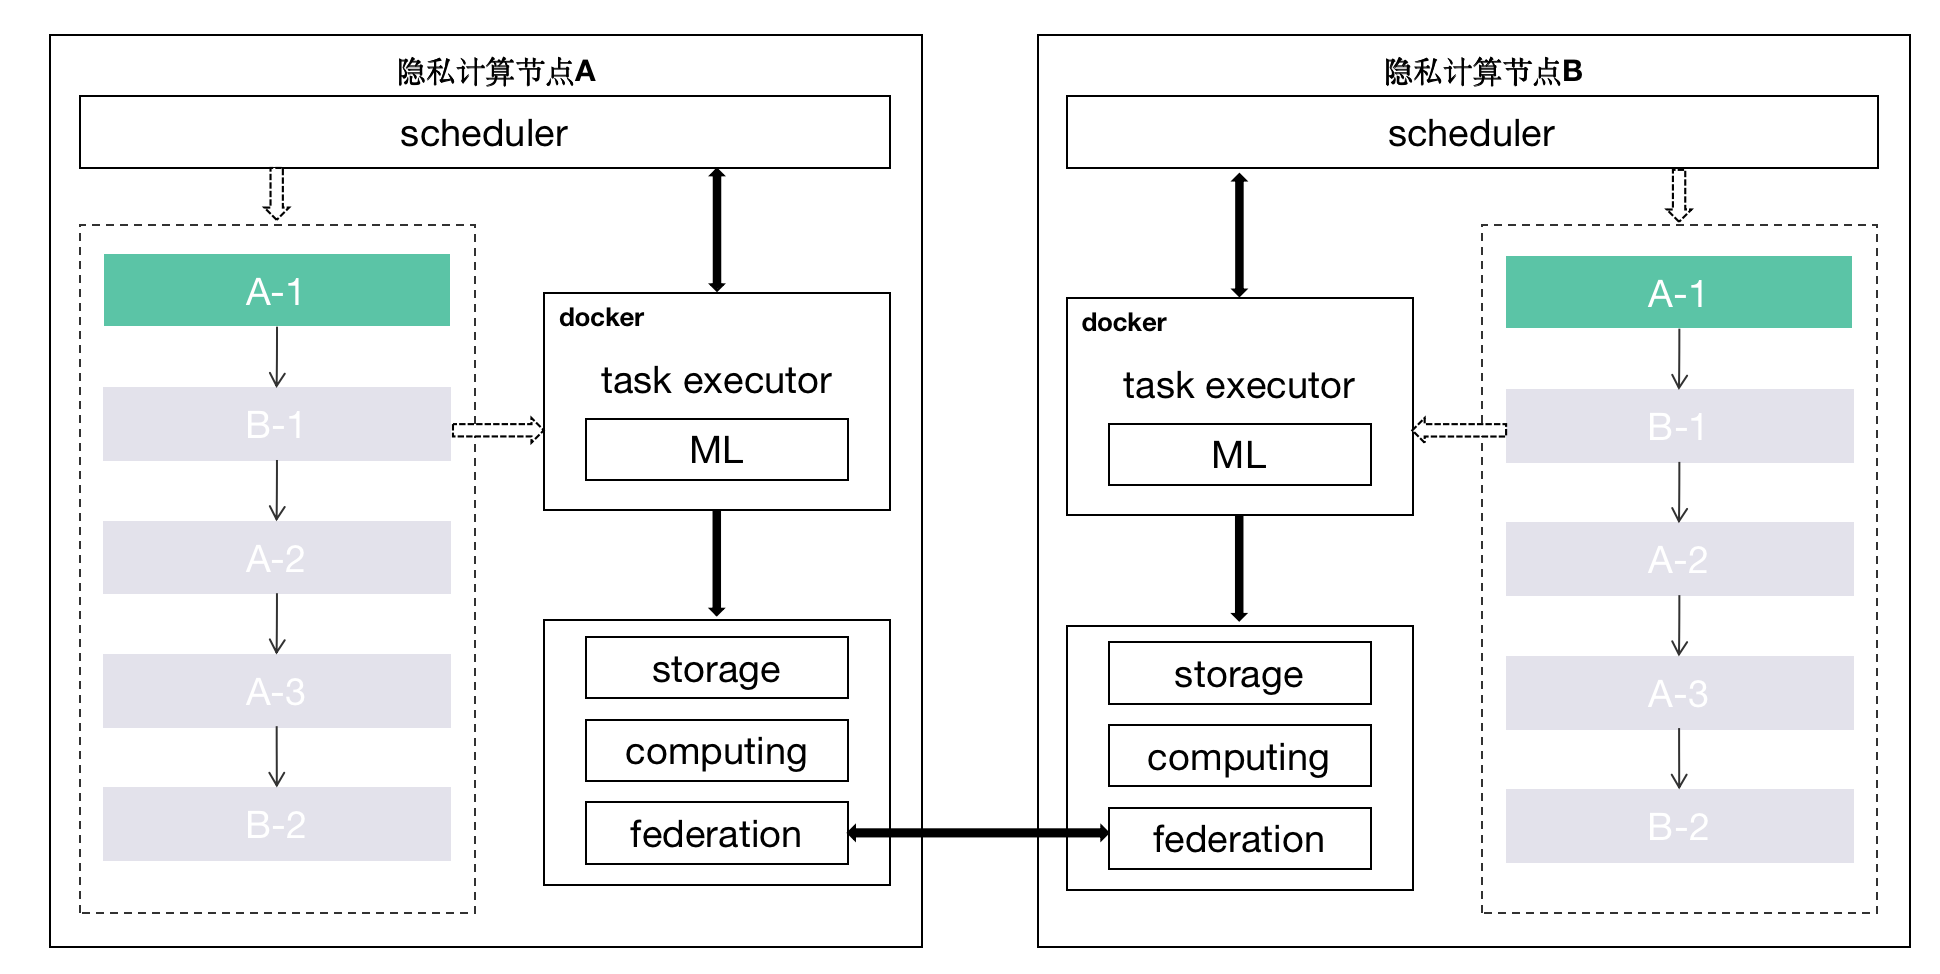 隐私计算节点A
scheduler
A-1
B-1
A-2
A-3
B-2
docker
task executor
ML
storage
computing
federation
隐私计算节点B
scheduler
docker
task executor
ML
storage
computing
federation
A-1
B-1
A-2
A-3
B-2